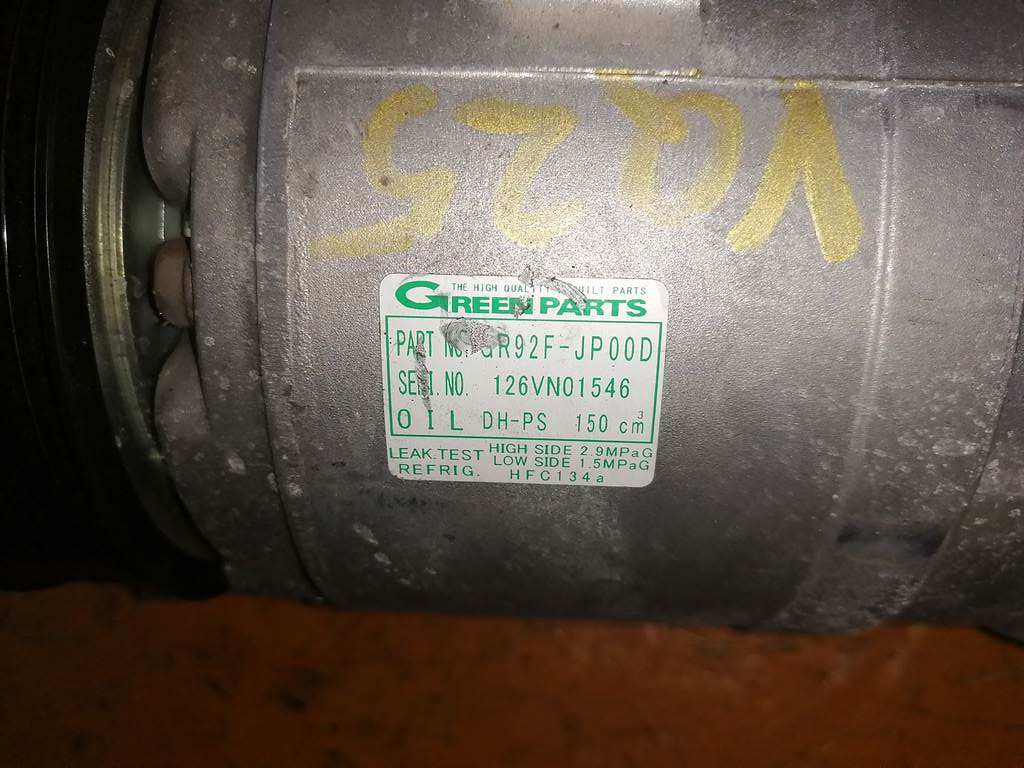 VQ25
THE HIGH QUALITY REBUILT PARTS
GREEN PARTS
PART NO. GR92F-JP00D
SERI.NO. 126VN01546
OIL DH-PS 150 cm³
LEAK.TEST HIGH SIDE 2.9MPaG
LOW SIDE 1.5MPaG
REFRIG. HFC134a